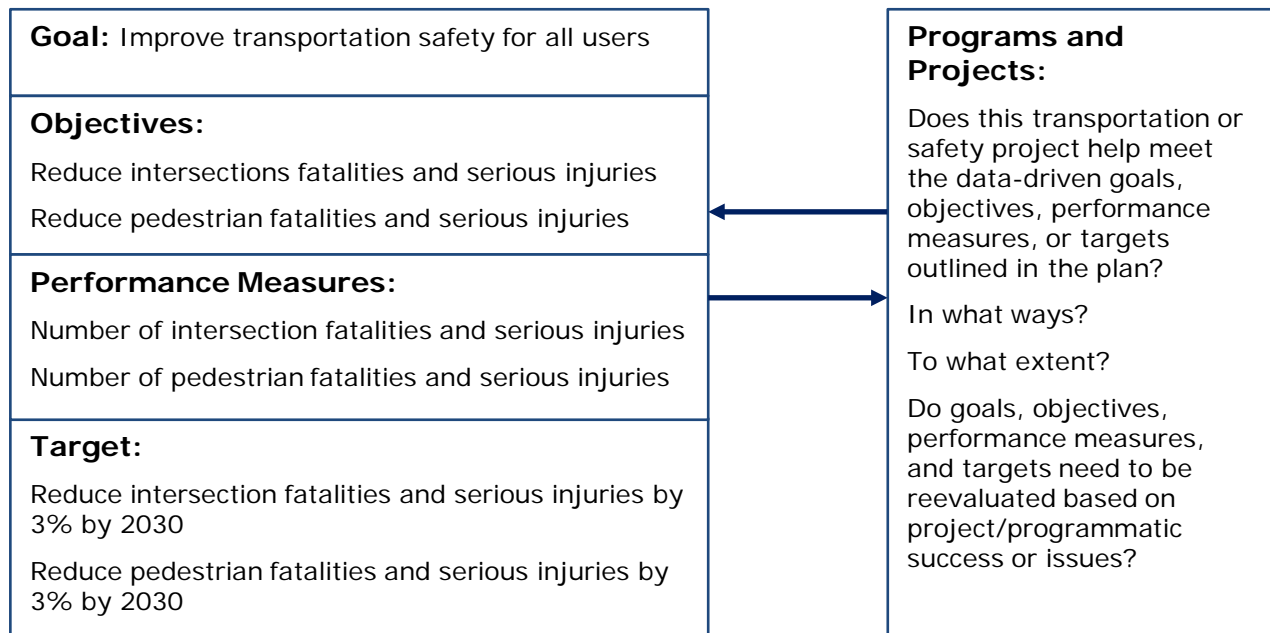 Goal: Improve transportation safety for all users
Objectives:
Reduce intersections fatalities and serious injuries
Reduce pedestrian fatalities and serious injuries
Performance Measures:
Number of intersection fatalities and serious injuries
Number of pedestrian fatalities and serious injuries
Target:
Reduce intersection fatalities and serious injuries by
3% by 2030
Reduce pedestrian fatalities and serious injuries by
3% by 2030
Programs and
Projects:
Does this transportation or
safety project help meet
the data-driven goals,
objectives, performance
measures, or targets
outlined in the plan?
In what ways?
To what extent?
Do goals, objectives,
performance measures,
and targets need to be
reevaluated based on
project/programmatic
success or issues?